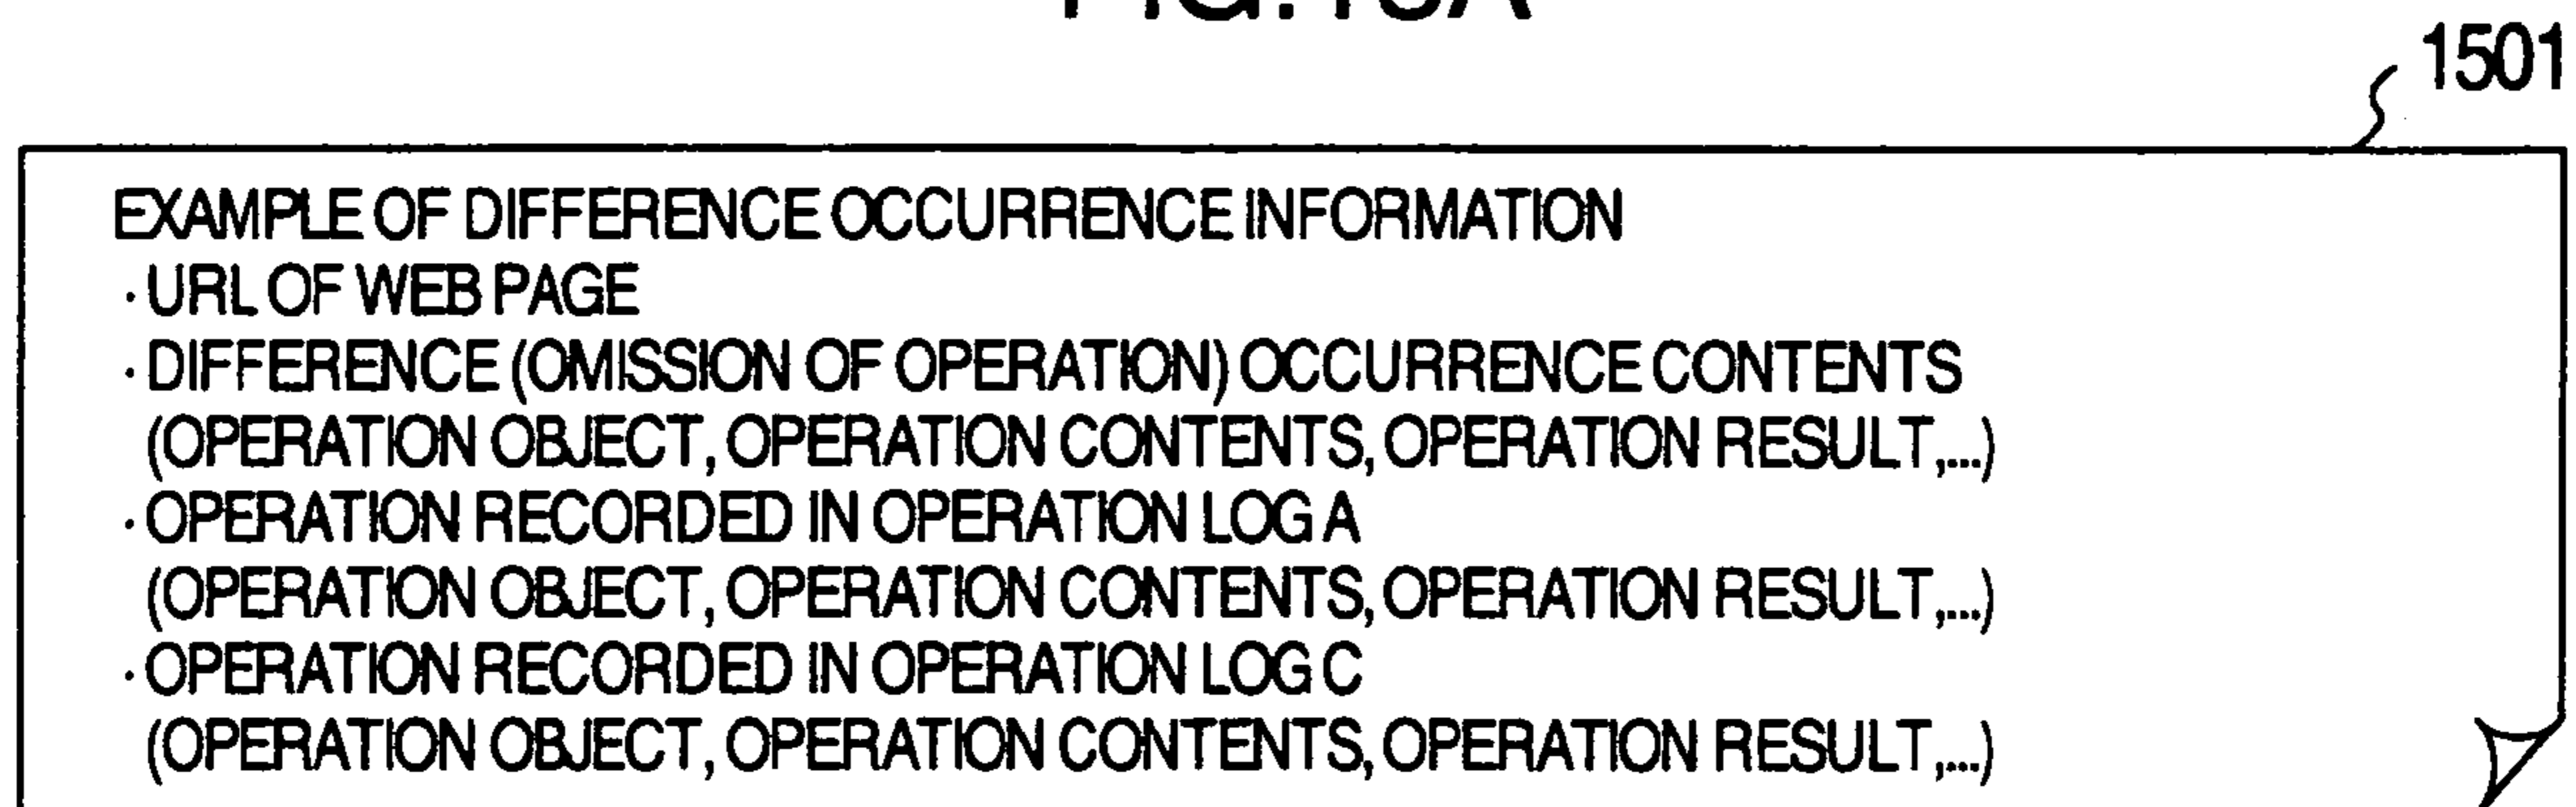 1501
EXAMPLE OF DIFFERENCE OCCURRENCE INFORMATION
· URL OF WEB PAGE
· DIFFERENCE (OMISSION OF OPERATION) OCCURRENCE CONTENTS
(OPERATION OBJECT, OPERATION CONTENTS, OPERATION RESULT,...)
· OPERATION RECORDED IN OPERATION LOG A
(OPERATION OBJECT, OPERATION CONTENTS, OPERATION RESULT,...)
· OPERATION RECORDED IN OPERATION LOG C
(OPERATION OBJECT, OPERATION CONTENTS, OPERATION RESULT,...)